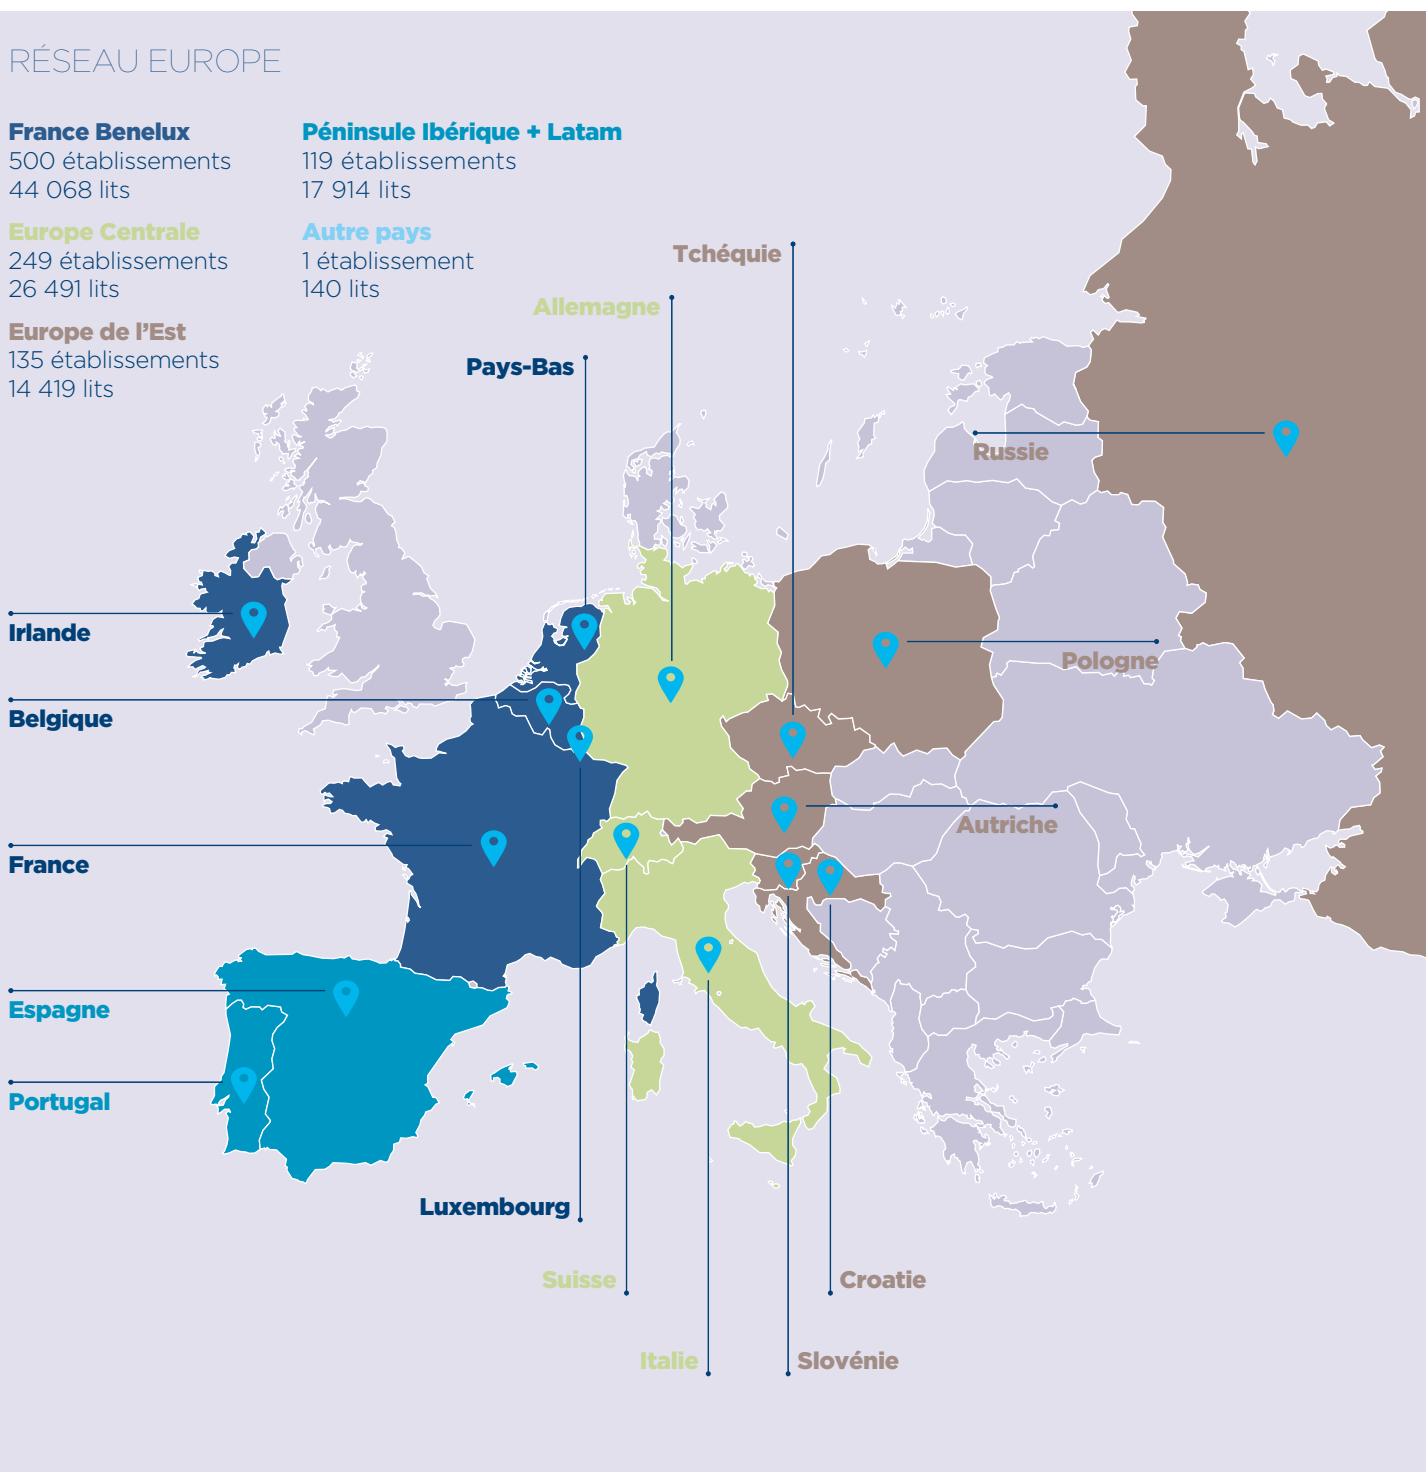 RÉSEAU EUROPE
France Benelux
500 établissements
44 068 lits
Péninsule Ibérique + Latam
119 établissements
17 914 lits
Europe Centrale
249 établissements
26 491 lits
Autre pays
1 établissement
140 lits
Europe de l'Est
135 établissements
14 419 lits
Tchéquie
Allemagne
Pays-Bas
Russie
Irlande
Pologne
Belgique
Autriche
France
Espagne
Portugal
Luxembourg
Suisse
Croatie
Italie
Slovénie